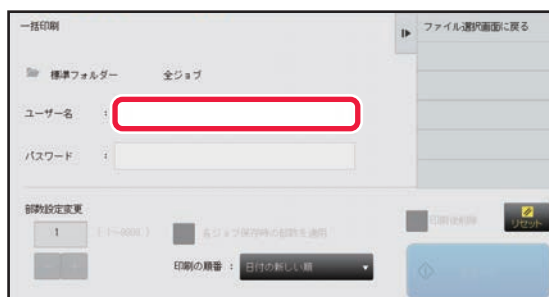 一括印刷
ファイル選択画面に戻る
標準フォルダー 全ジョブ
ユーザー名 :
パスワード :
部数設定変更
1 (1~9999)
各ジョブ保存時の部数を適用
印刷後削除
リセット
印刷の順番 : 日付の新しい順